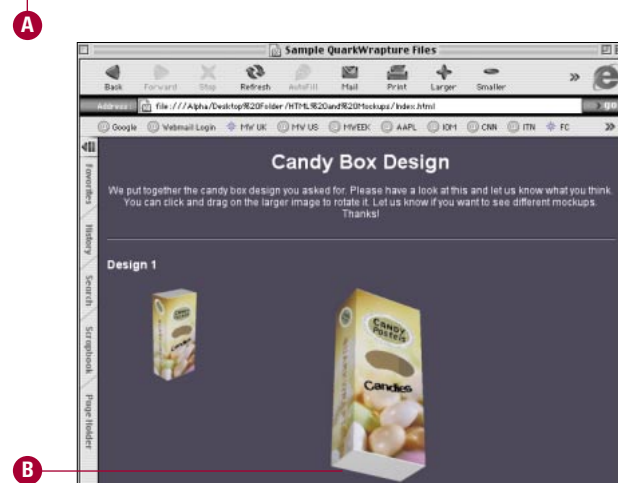 A
Sample QuarkWrapture Files
Back Forward Stop Refresh AutoFill Mail Print Larger Smaller »
Address: file:///Alpha/Desktop%20Folder/HTML%20and%20Mockups/index.html go
Google Webmail Login MW UK MW US MWEEK AAPL IOM CNN ITN FC »
Favorites
History
Search
Scrapbook
Page Holder
Candy Box Design
We put together the candy box design you asked for. Please have a look at this and let us know what you think.
You can click and drag on the larger image to rotate it. Let us know if you want to see different mockups.
Thanks!
Design 1
Candy
Pastels
Candies
Candy
Pastels
Candies
B